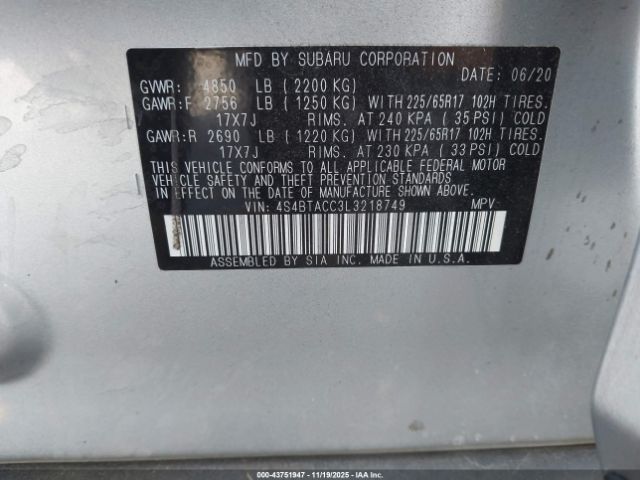 MFD BY SUBARU CORPORATION
DATE: 06/20
GVWR: 4850 LB (2200 KG)
GAWR:F 2756 LB (1250 KG) WITH 225/65R17 102H TIRES.
17X7J RIMS. AT 240 KPA (35 PSI) COLD
GAWR:R 2690 LB (1220 KG) WITH 225/65R17 102H TIRES.
17X7J RIMS. AT 230 KPA (33 PSI) COLD
THIS VEHICLE CONFORMS TO ALL APPLICABLE FEDERAL MOTOR
VEHICLE SAFETY AND THEFT PREVENTION STANDARDS
IN EFFECT ON THE DATE OF MANUFACTURE SHOWN ABOVE.
VIN: 4S4BTACC3L3218749 MPV
ASSEMBLED BY SIA INC. MADE IN U.S.A.
000-43751947 - 11/19/2025 - IAAI.COM